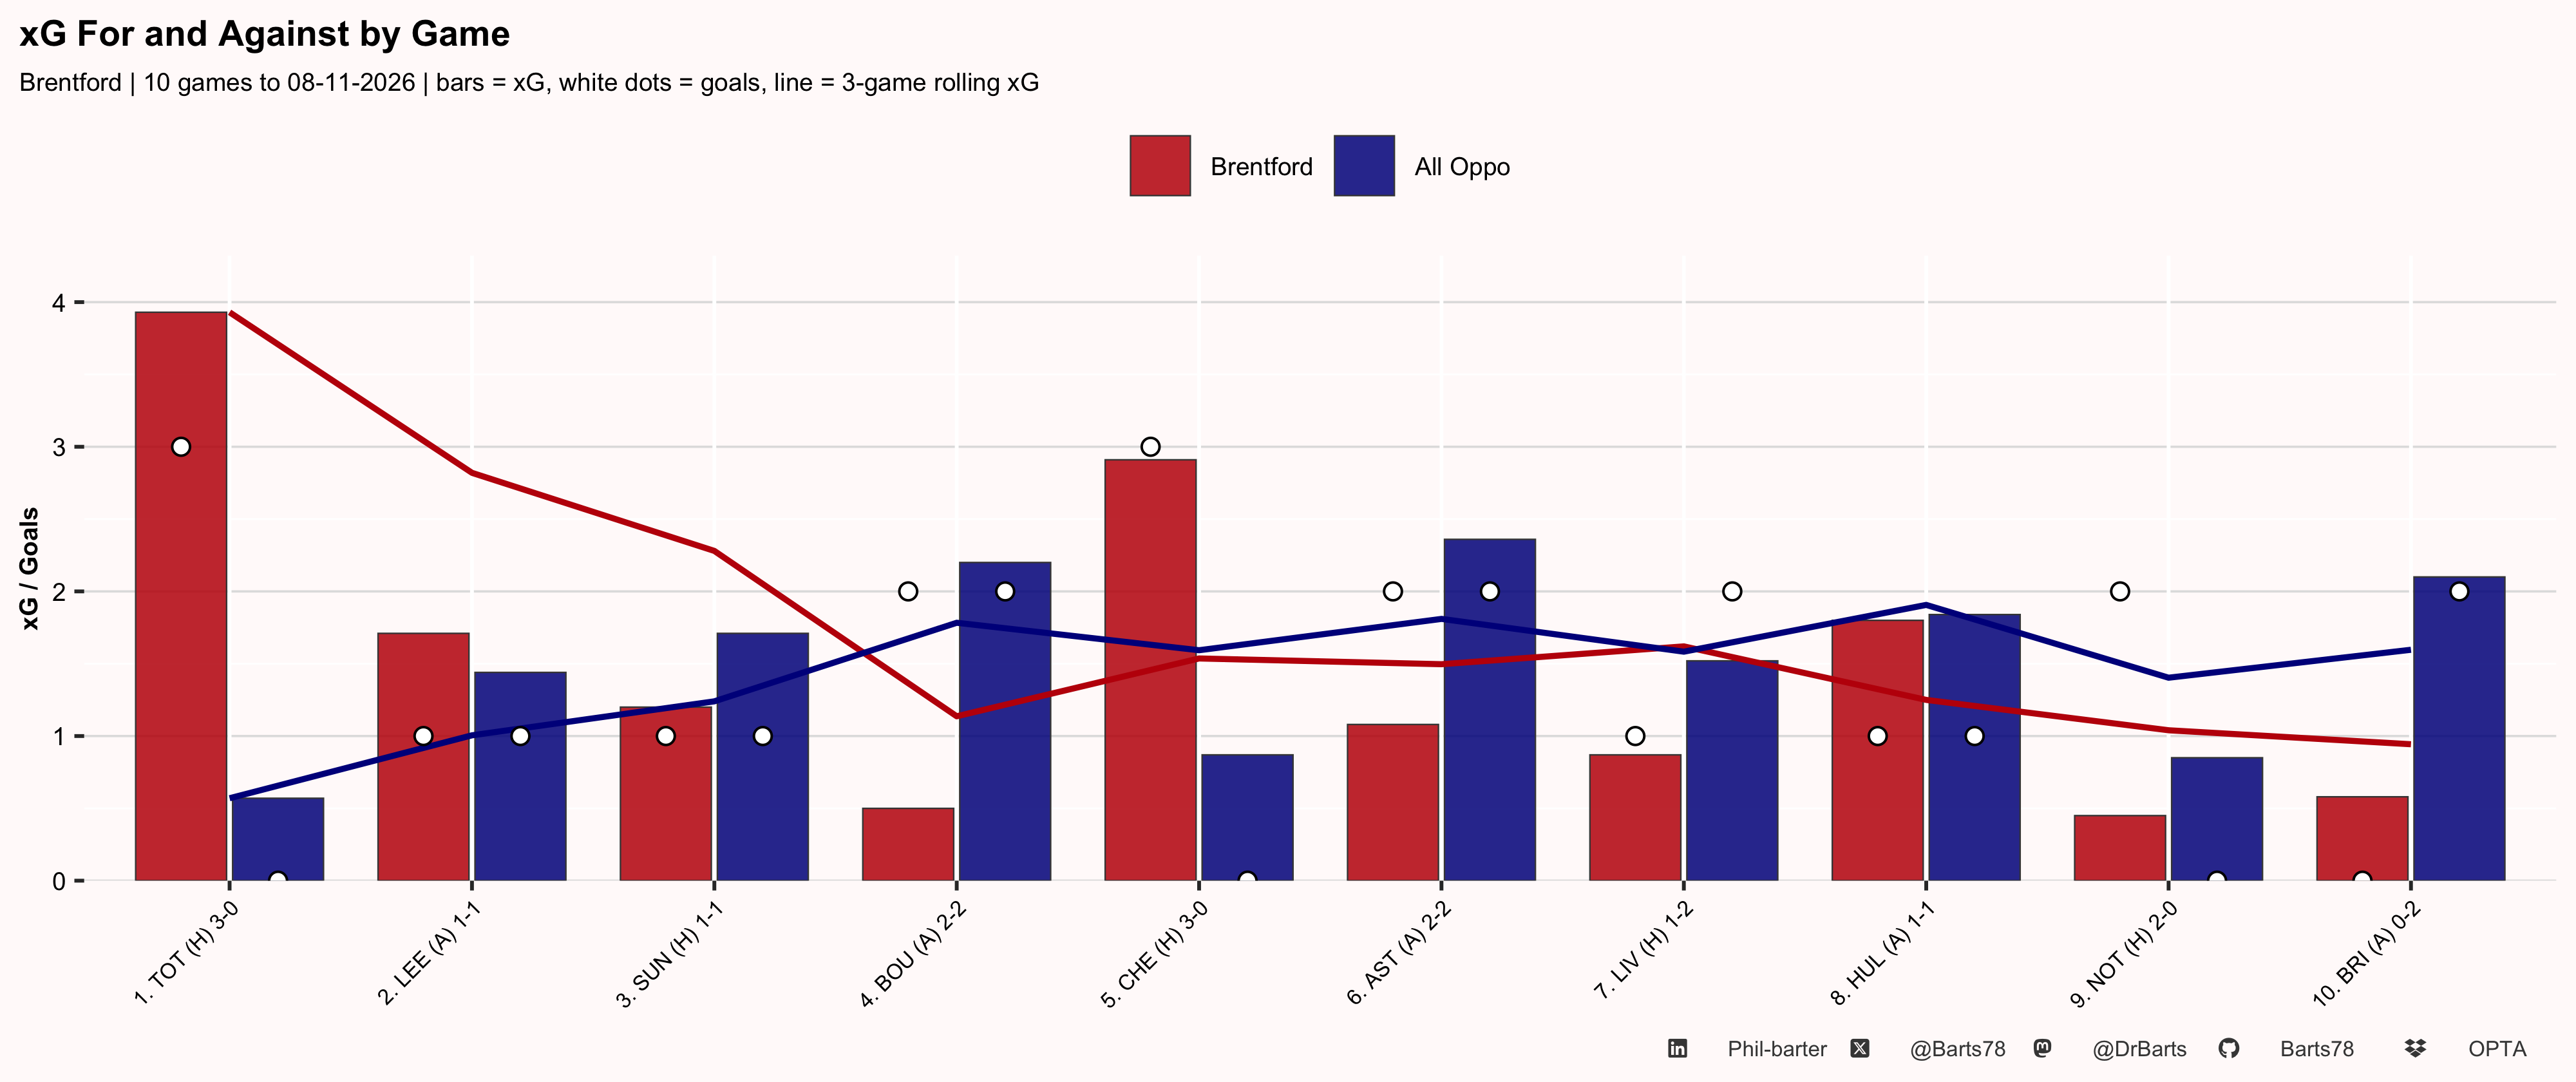 xG For and Against by Game
Brentford | 10 games to 08-11-2026 | bars = xG, white dots = goals, line = 3-game rolling xG
Brentford
All Oppo
xG / Goals
4
3
2
1
0
1. TOT (H) 3-0
2. LEE (A) 1-1
3. SUN (H) 1-1
4. BOU (A) 2-2
5. CHE (H) 3-0
6. AST (A) 2-2
7. LIV (H) 1-2
8. HUL (A) 1-1
9. NOT (H) 2-0
10. BRI (A) 0-2
Phil-barter @Barts78 @DrBarts Barts78 OPTA